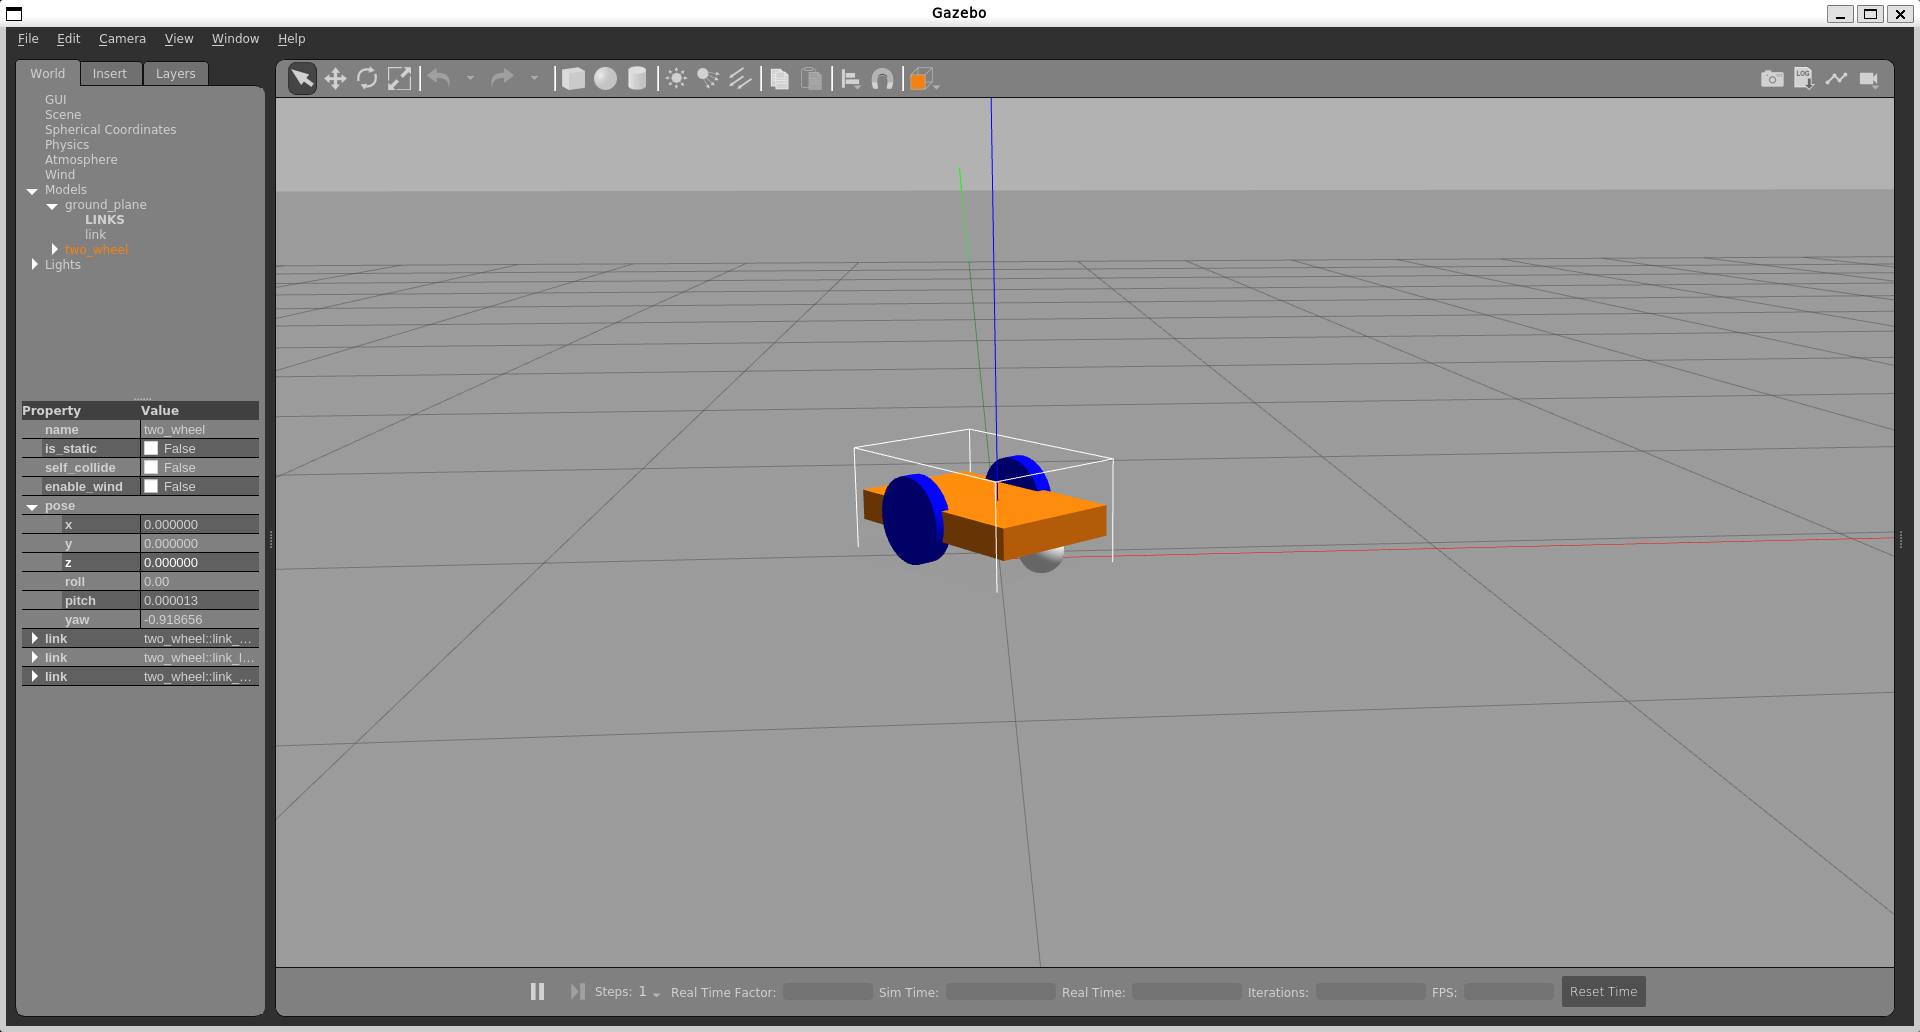 Gazebo
File Edit Camera View Window Help
World Insert Layers
GUI
Scene
Spherical Coordinates
Physics
Atmosphere
Wind
Models
ground_plane
LINKS
link
two_wheel
Lights
LOG
Property Value
name two_wheel
is_static False
self_collide False
enable_wind False
pose
x 0.000000
y 0.000000
z 0.000000
roll 0.00
pitch 0.000013
yaw -0.918656
link two_wheel::link_...
link two_wheel::link_l...
link two_wheel::link_...
Steps: 1 Real Time Factor: Sim Time: Real Time: Iterations: FPS: Reset Time